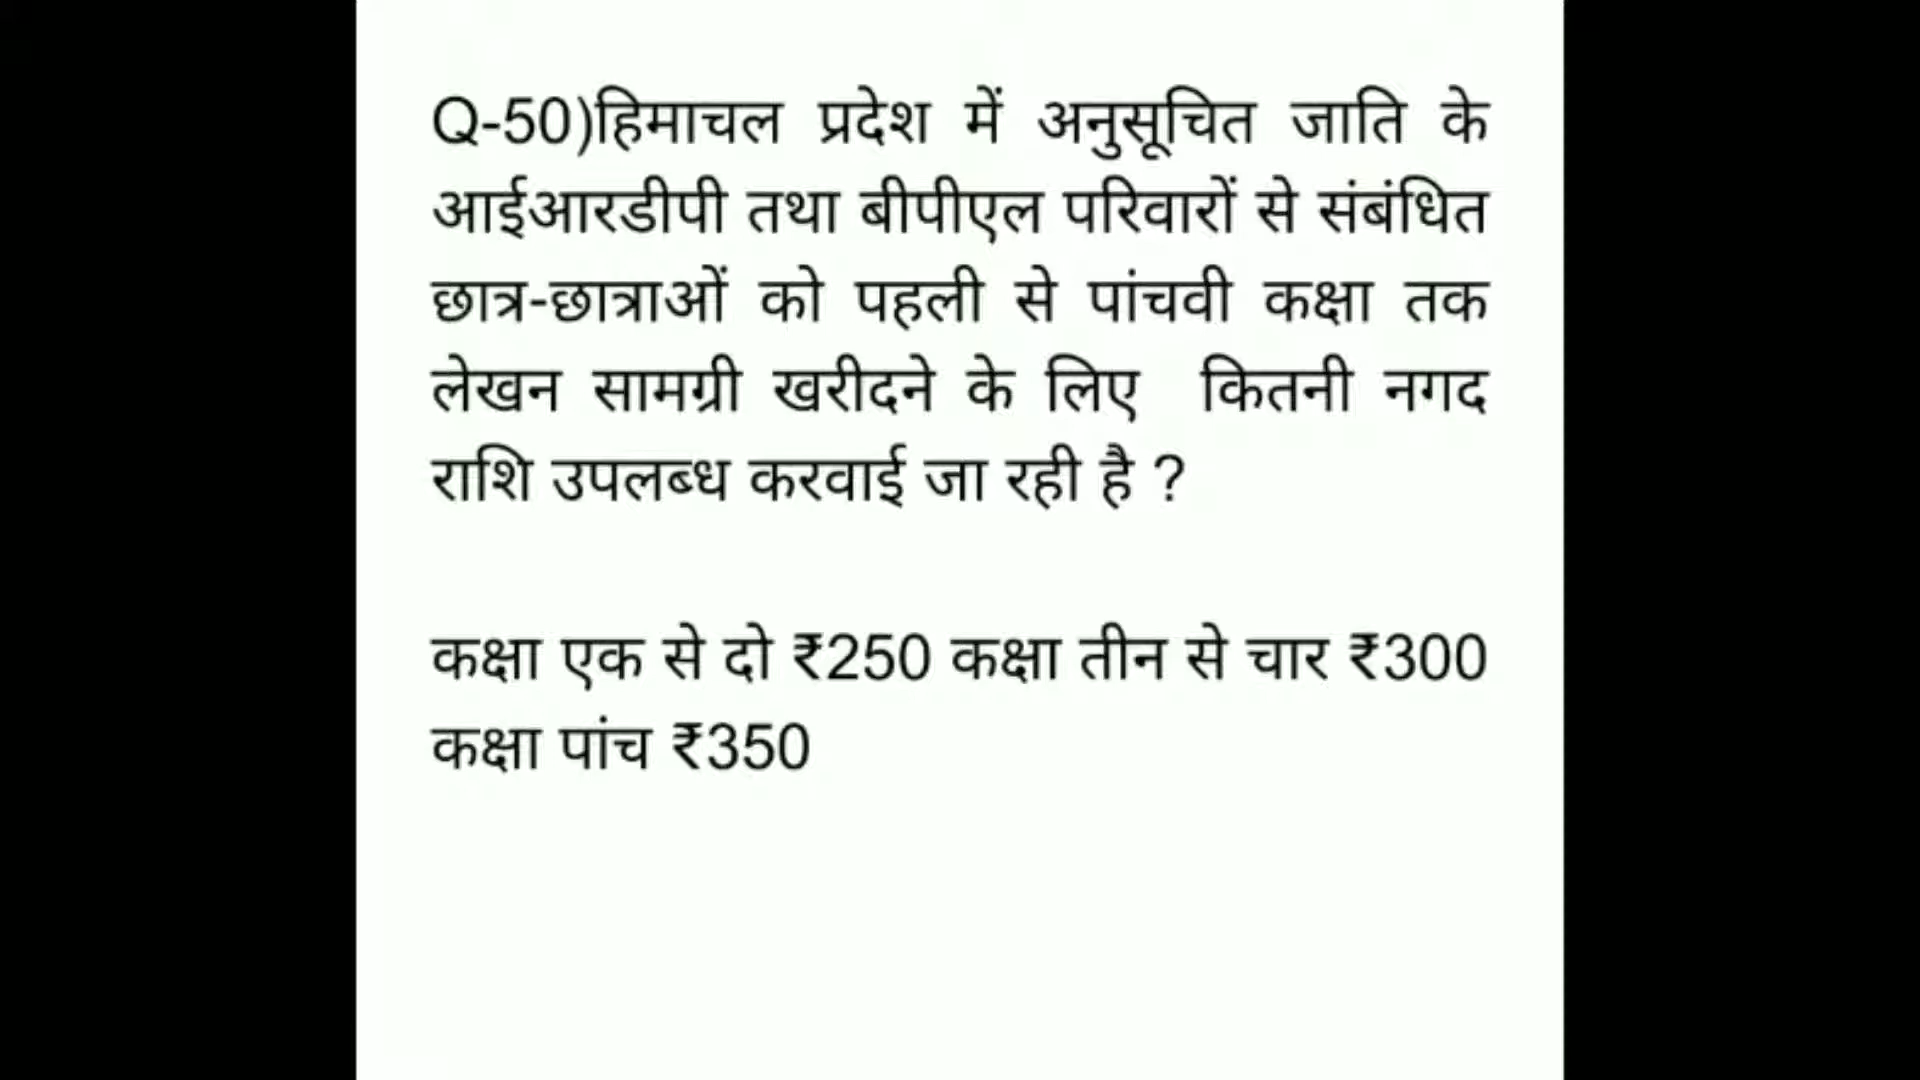 Q-50)हिमाचल प्रदेश में अनुसूचित जाति के
आईआरडीपी तथा बीपीएल परिवारों से संबंधित
छात्र-छात्राओं को पहली से पांचवी कक्षा तक
लेखन सामग्री खरीदने के लिए कितनी नगद
राशि उपलब्ध करवाई जा रही है ?
कक्षा एक से दो ₹250 कक्षा तीन से चार ₹300
कक्षा पांच ₹350